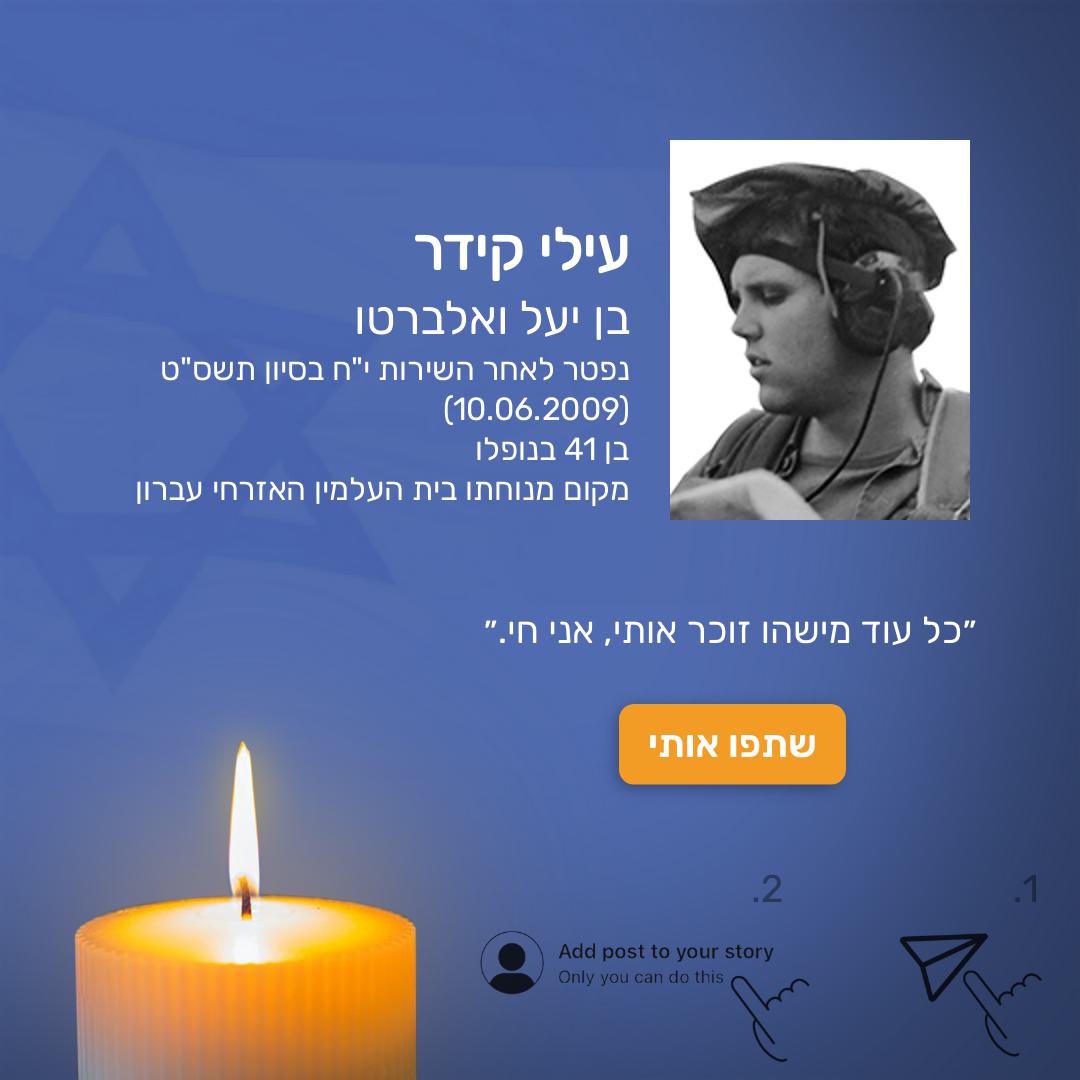 עילי קידר
בן יעל ואלברטו
נפטר לאחר השירות י"ח בסיון תשס"ט
(10.06.2009)
בן 41 בנופלו
מקום מנוחתו בית העלמין האזרחי עברון
״כל עוד מישהו זוכר אותי, אני חי.״
שתפו אותי
.1
.2
Add post to your story
Only you can do this